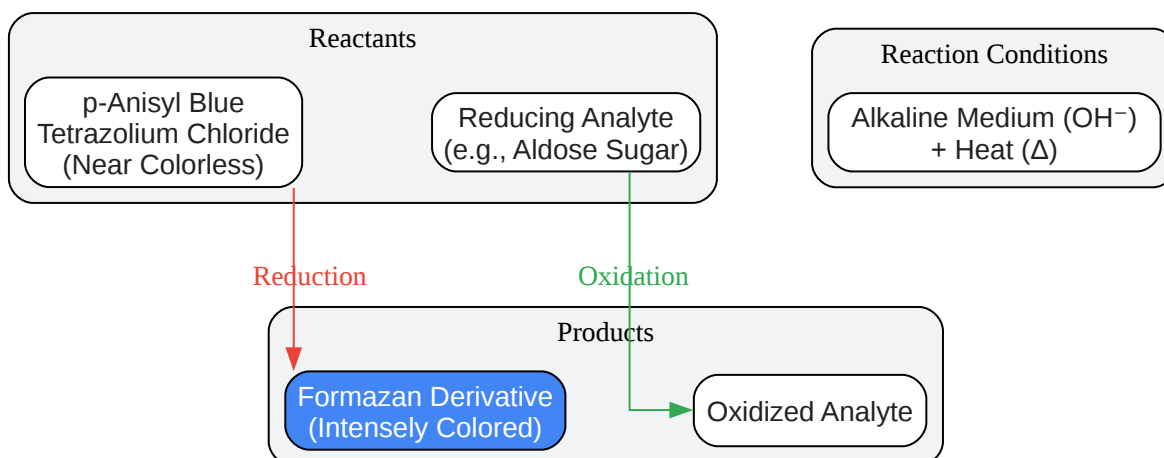 Reactants
p-Anisyl Blue
Tetrazolium Chloride
(Near Colorless)
Reducing Analyte
(e.g., Aldose Sugar)
Reaction Conditions
Alkaline Medium (OH⁻)
+ Heat (Δ)
Reduction
Oxidation
Products
Formazan Derivative
(Intensely Colored)
Oxidized Analyte